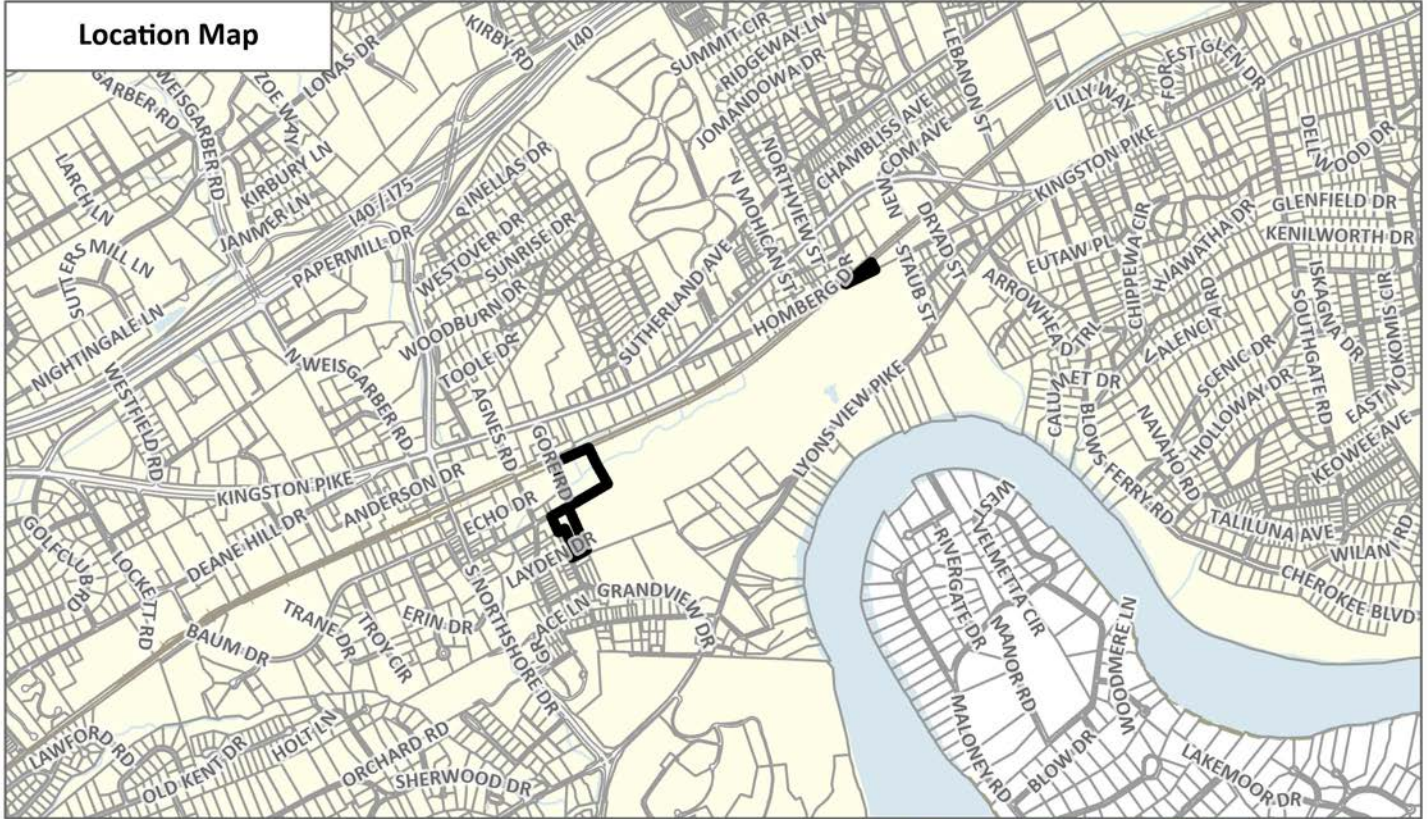 Location Map
KIRBY RD
I40
SUMMIT CIR
RIDGEWAY LN
JOMANDOWA DR
LEBANON ST
FOREST GLEN DR
LILLY WAY
GARBER RD
WEISGARBER RD
ZOE WAY
LONAS DR
CHAMBLISS AVE
NEWCOM AVE
KINGSTON PIKE
DELLWOOD DR
LARCH LN
KIRBURY LN
JANMER LN
I40 / I75
PAPERMILL DR
PINELLAS DR
WESTOVER DR
SUNRISE DR
WOODBURN DR
TOOLE DR
NORTHVIEW ST
N MOHICAN ST
SUTHERLAND AVE
HOMBERG DR
DRYAD ST
STAUB ST
EUTAW PL
CHIPPEWA CIR
HIAWATHA DR
GLENFIELD DR
KENILWORTH DR
SUTTERS MILL LN
NIGHTINGALE LN
WESTFIELD RD
N WEISGARBER RD
AGNES RD
GORE RD
ARROWHEAD TRL
VALENCIA RD
ISKAGNA DR
SOUTHGATE RD
EAST NOKOMIS CIR
SCENIC DR
HOLLOWAY DR
CALUMET DR
NAVAHO RD
BLOWS FERRY RD
KEOWEE AVE
TALILUNA AVE
WILANI RD
CHEROKEE BLVD
LYONS VIEW PIKE
KINGSTON PIKE
ANDERSON DR
DEANE HILL DR
ECHO DR
LAYDEN DR
GOLFCLUB RD
LOCKETT RD
BAUM DR
TRANE DR
TROY CIR
ERIN DR
S NORTHSHORE DR
GRACE LN
GRANDVIEW DR
WEST VELMETTA CIR
RIVERGATE DR
MANOR RD
WOODMERE LN
MALONEY RD
BLOW DR
LAKEMOOR DR
LAWFORD RD
OLD KENT DR
HOLT LN
ORCHARD RD
SHERWOOD DR